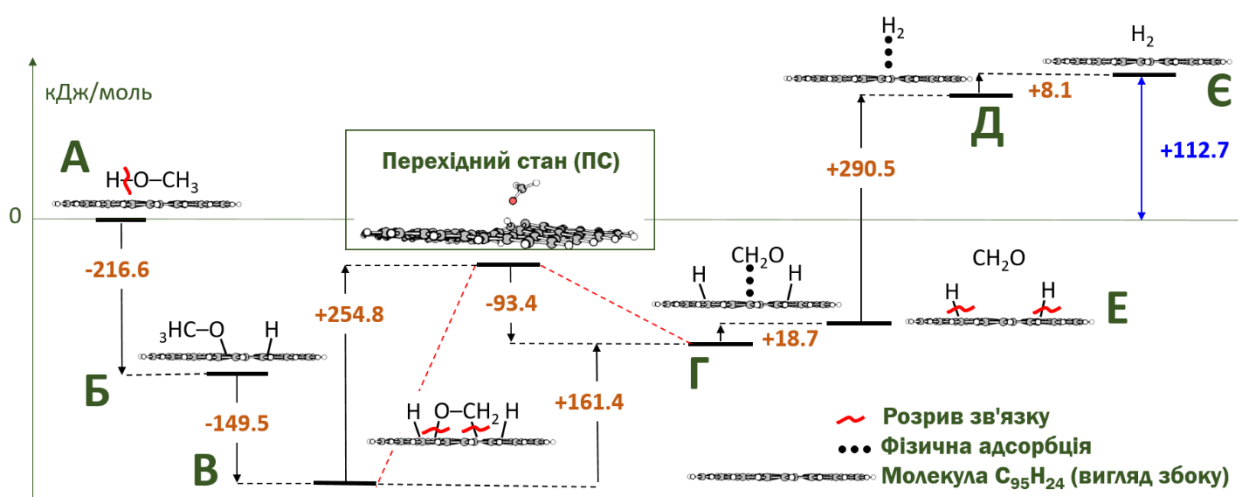 H₂
H₂
кДж/моль
+8.1
Є
Д
А
Перехідний стан (ПС)
+290.5
+112.7
H–O–CH₃
0
-216.6
CH₂O
CH₂O
H
H
H
H
Е
+254.8
-93.4
₃HC–O
H
+18.7
Г
Б
-149.5
+161.4
H
O–CH₂
H
Розрив зв'язку
Фізична адсорбція
В
Молекула C₉₅H₂₄ (вигляд збоку)